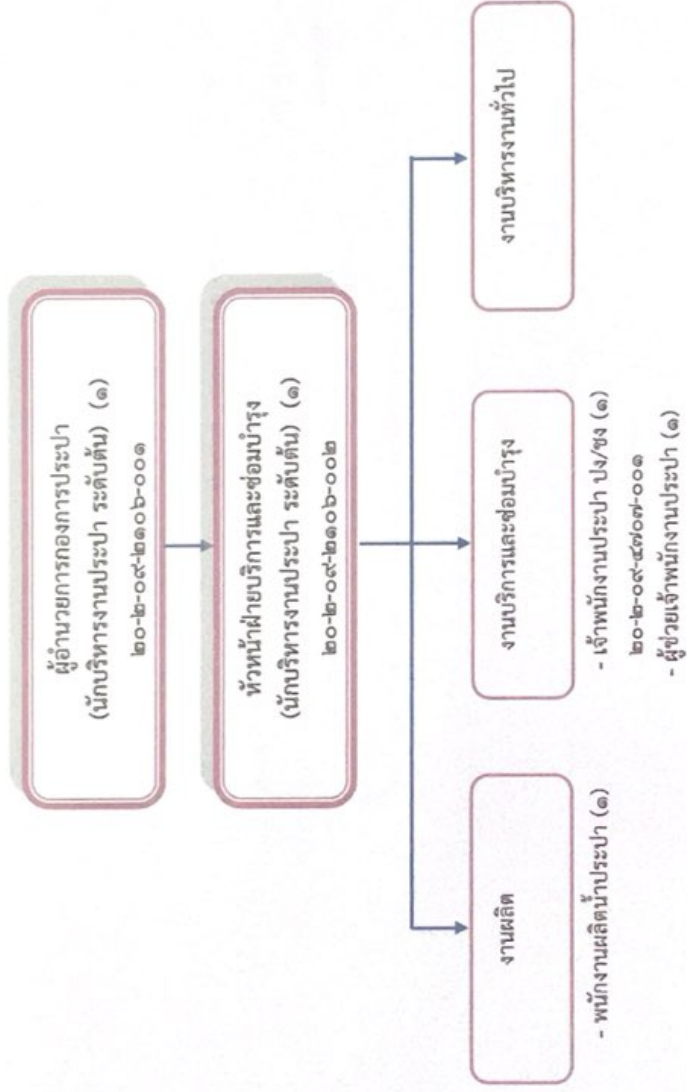 ผู้อำนวยการกองการประปา
(นักบริหารงานประปา ระดับต้น) (๑)
๒๐-๒-๐๙-๒๑๐๖-๐๐๑
หัวหน้าฝ่ายบริการและซ่อมบำรุง
(นักบริหารงานประปา ระดับต้น) (๑)
๒๐-๒-๐๙-๒๑๐๖-๐๐๒
งานผลิต
- พนักงานผลิตน้ำประปา (๑)
งานบริการและซ่อมบำรุง
- เจ้าพนักงานประปา ปง/ชง (๑)
๒๐-๒-๐๙-๔๗๐๗-๐๐๑
- ผู้ช่วยเจ้าพนักงานประปา (๑)
งานบริหารงานทั่วไป